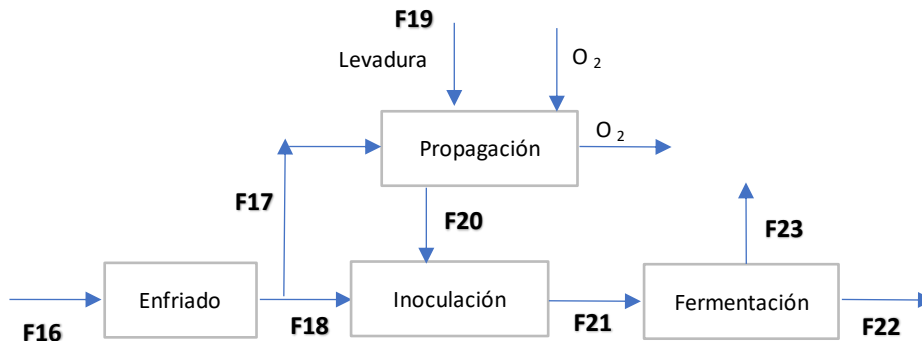 F19
Levadura
O 2
Propagación
O 2
F17
F20
F23
Enfriado
Inoculación
Fermentación
F16
F18
F21
F22